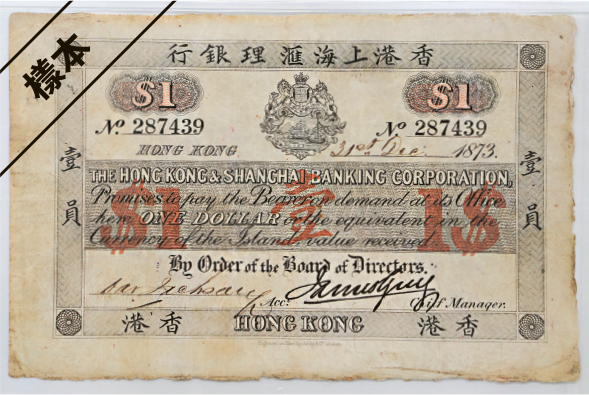 樣本
行銀理滙海上港香
$1 $1
No 287439 No 287439
HONG KONG 31st Dec: 1873.
壹員 壹員
THE HONG KONG & SHANGHAI BANKING CORPORATION,
$1 壹 1$
Promises to pay the Bearer on demand at its Office
here ONE DOLLAR or the equivalent in the
Currency of the Island, value received.
By Order of the Board of Directors.
Acc: Chief Manager.
港香 HONG KONG 港香